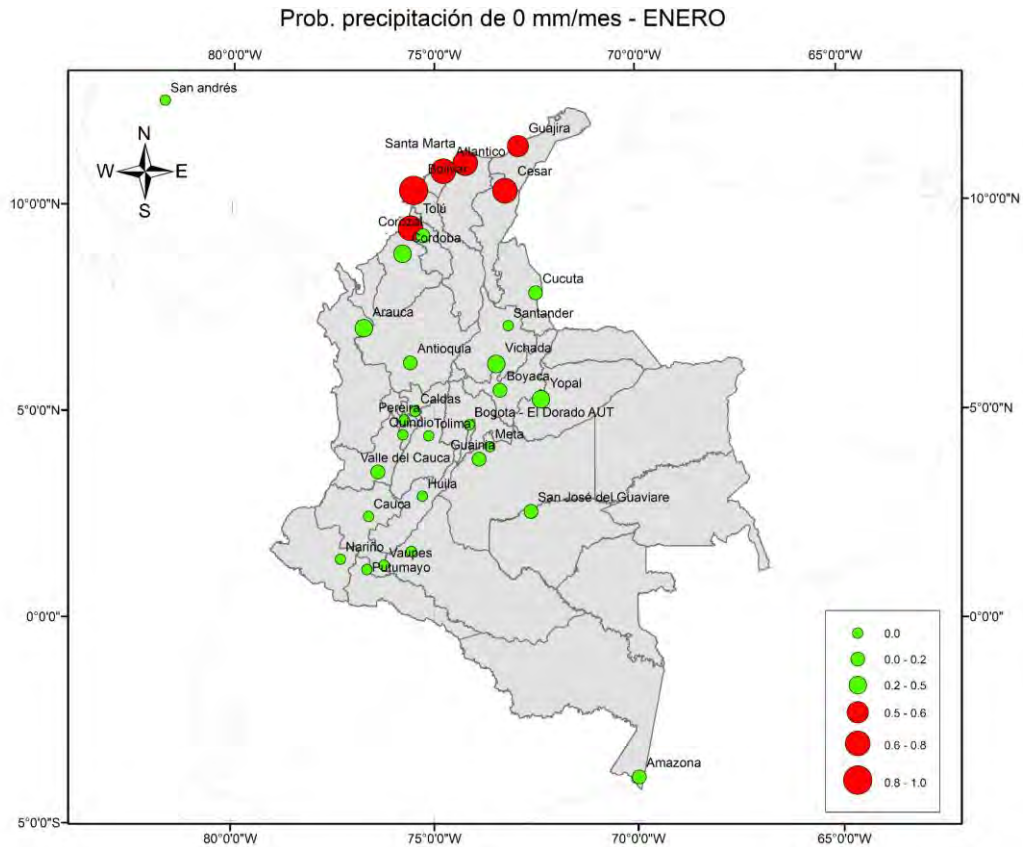 Prob. precipitación de 0 mm/mes - ENERO
80°0'0"W 75°0'0"W 70°0'0"W 65°0'0"W
San andrés
N
W E
S
Guajira
Santa Marta
Atlantico
Bolivar
Cesar
10°0'0"N 10°0'0"N
Tolú
Corozal
Cordoba
Cucuta
Arauca
Santander
Antioquía
Vichada
Boyaca
Yopal
5°0'0"N 5°0'0"N
Caldas
Pereira
Bogota - El Dorado AUT
Quindio
Tolima
Meta
Guainia
Valle del Cauca
Huila
San José del Guaviare
Cauca
Nariño
Vaupes
Putumayo
0°0'0" 0°0'0"
0.0
0.0 - 0.2
0.2 - 0.5
0.5 - 0.6
0.6 - 0.8
0.8 - 1.0
Amazona
5°0'0"S
80°0'0"W 75°0'0"W 70°0'0"W 65°0'0"W